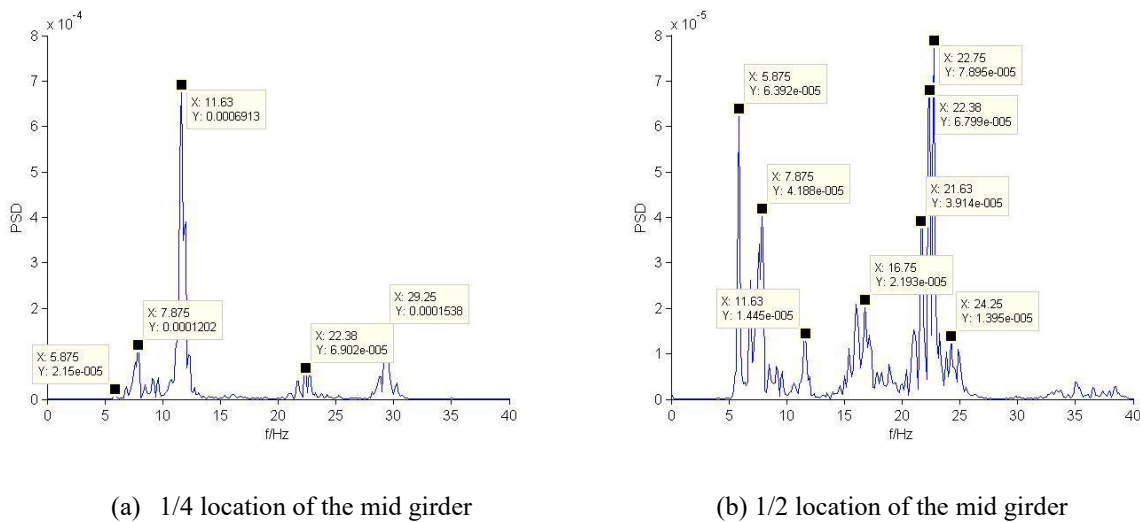 x 10⁻⁴
8
7
6
5
4
3
2
1
0
PSD
0 5 10 15 20 25 30 35 40
f/Hz
X: 11.63
Y: 0.0006913
X: 7.875
Y: 0.0001202
X: 5.875
Y: 2.15e-005
X: 22.38
Y: 6.902e-005
X: 29.25
Y: 0.0001538
(a) 1/4 location of the mid girder
x 10⁻⁵
8
7
6
5
4
3
2
1
0
PSD
0 5 10 15 20 25 30 35 40
f/Hz
X: 5.875
Y: 6.392e-005
X: 22.75
Y: 7.895e-005
X: 22.38
Y: 6.799e-005
X: 7.875
Y: 4.188e-005
X: 21.63
Y: 3.914e-005
X: 16.75
Y: 2.193e-005
X: 11.63
Y: 1.445e-005
X: 24.25
Y: 1.395e-005
(b) 1/2 location of the mid girder